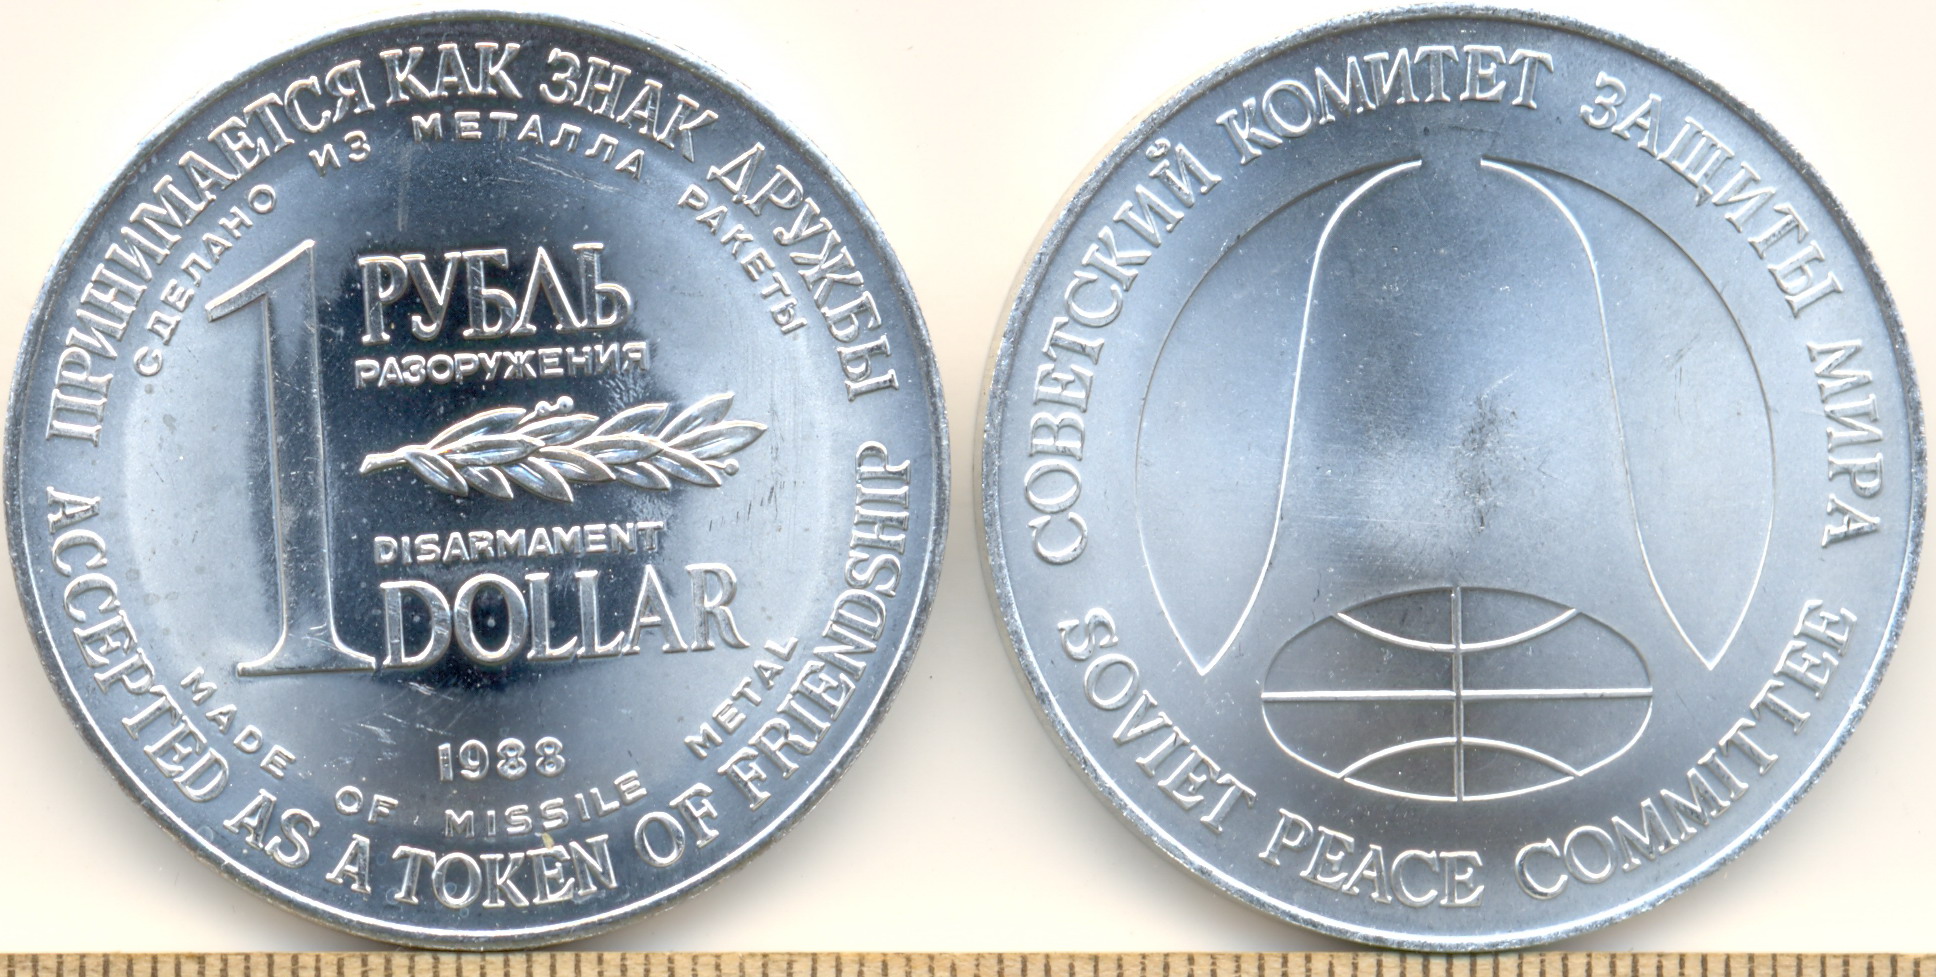 ПРИНИМАЕТСЯ КАК ЗНАК ДРУЖБЫ
СДЕЛАНО ИЗ МЕТАЛЛА РАКЕТЫ
1 РУБЛЬ
РАЗОРУЖЕНИЯ
DISARMAMENT
DOLLAR
1988
MADE OF MISSILE METAL
ACCEPTED AS A TOKEN OF FRIENDSHIP
СОВЕТСКИЙ КОМИТЕТ ЗАЩИТЫ МИРА
SOVIET PEACE COMMITTEE